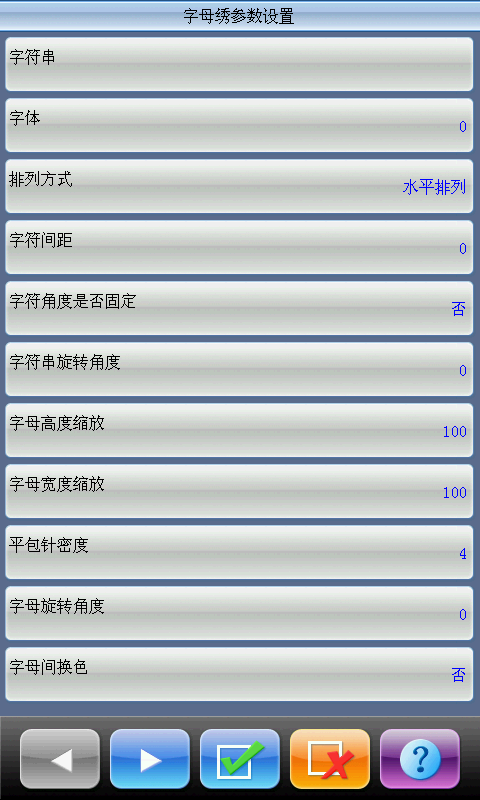 字母绣参数设置
字符串
字体
0
排列方式
水平排列
字符间距
0
字符角度是否固定
否
字符串旋转角度
0
字母高度缩放
100
字母宽度缩放
100
平包针密度
4
字母旋转角度
0
字母间换色
否
?